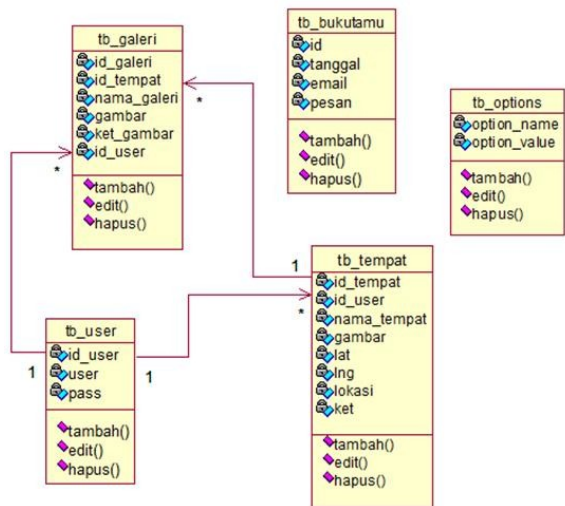 tb_galeri
id_galeri
id_tempat
nama_galeri
gambar
ket_gambar
id_user
tambah()
edit()
hapus()
*
*
tb_bukutamu
id
tanggal
email
pesan
tambah()
edit()
hapus()
tb_options
option_name
option_value
tambah()
edit()
hapus()
tb_user
id_user
user
pass
tambah()
edit()
hapus()
1
1
1
*
tb_tempat
id_tempat
id_user
nama_tempat
gambar
lat
lng
lokasi
ket
tambah()
edit()
hapus()